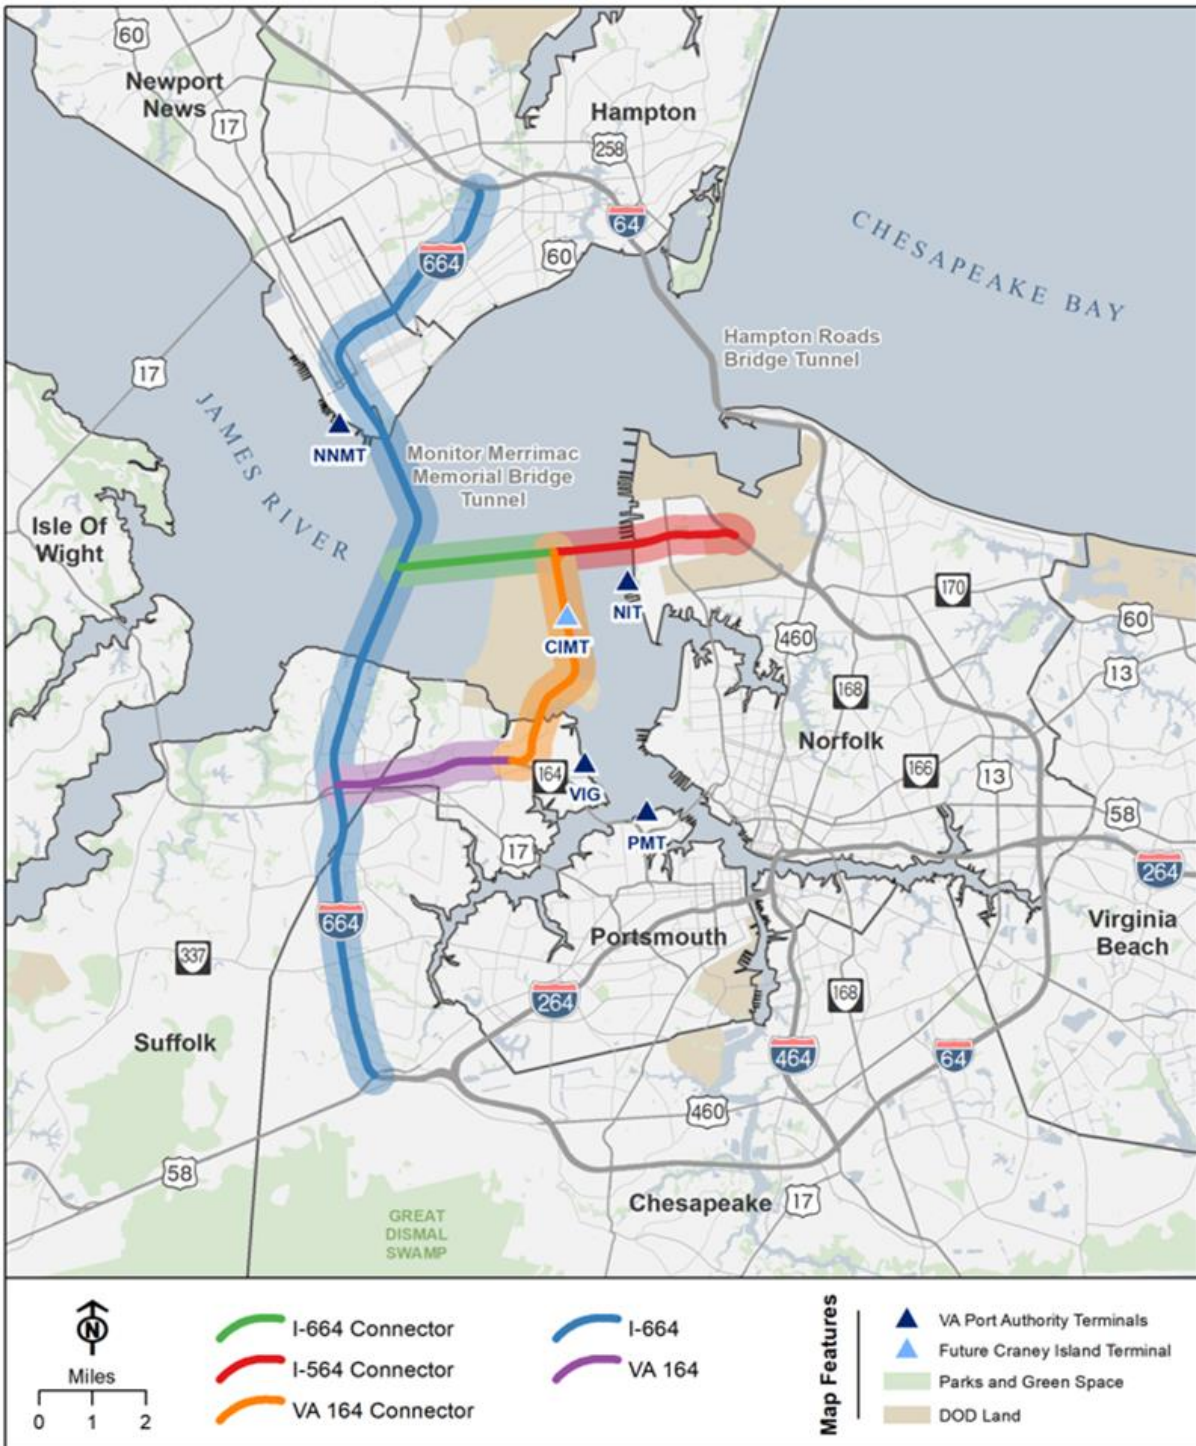 60
Newport
News
17
Hampton
258
64
60
664
CHESAPEAKE BAY
Hampton Roads
Bridge Tunnel
17
JAMES RIVER
NNMT
Monitor Merrimac
Memorial Bridge
Tunnel
Isle Of
Wight
NIT
170
CIMT
460
60
13
168
Norfolk
166
13
164
VIG
58
PMT
17
264
664
Virginia
Beach
Portsmouth
337
264
168
Suffolk
464
64
460
58
Chesapeake
17
GREAT
DISMAL
SWAMP
N
Miles
0 1 2
I-664 Connector
I-564 Connector
VA 164 Connector
I-664
VA 164
Map Features
VA Port Authority Terminals
Future Craney Island Terminal
Parks and Green Space
DOD Land